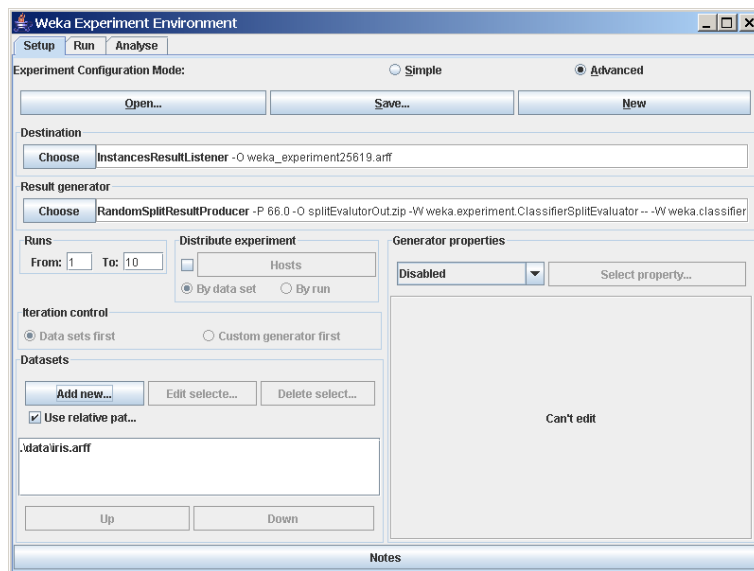 Weka Experiment Environment
Setup Run Analyse
Experiment Configuration Mode: Simple Advanced
Open... Save... New
Destination
Choose InstancesResultListener -O weka_experiment25619.arff
Result generator
Choose RandomSplitResultProducer -P 66.0 -O splitEvalutorOut.zip -W weka.experiment.ClassifierSplitEvaluator -- -W weka.classifier
Runs
From: 1 To: 10
Distribute experiment
Hosts
By data set By run
Generator properties
Disabled Select property...
Can't edit
Iteration control
Data sets first Custom generator first
Datasets
Add new... Edit selecte... Delete select...
Use relative pat...
.\data\iris.arff
Up Down
Notes